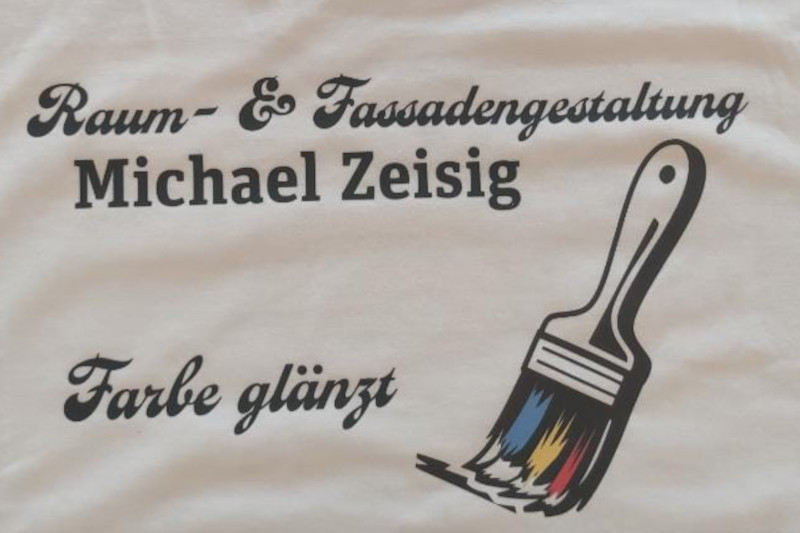 Raum- & Fassadengestaltung
Michael Zeisig
Farbe glänzt